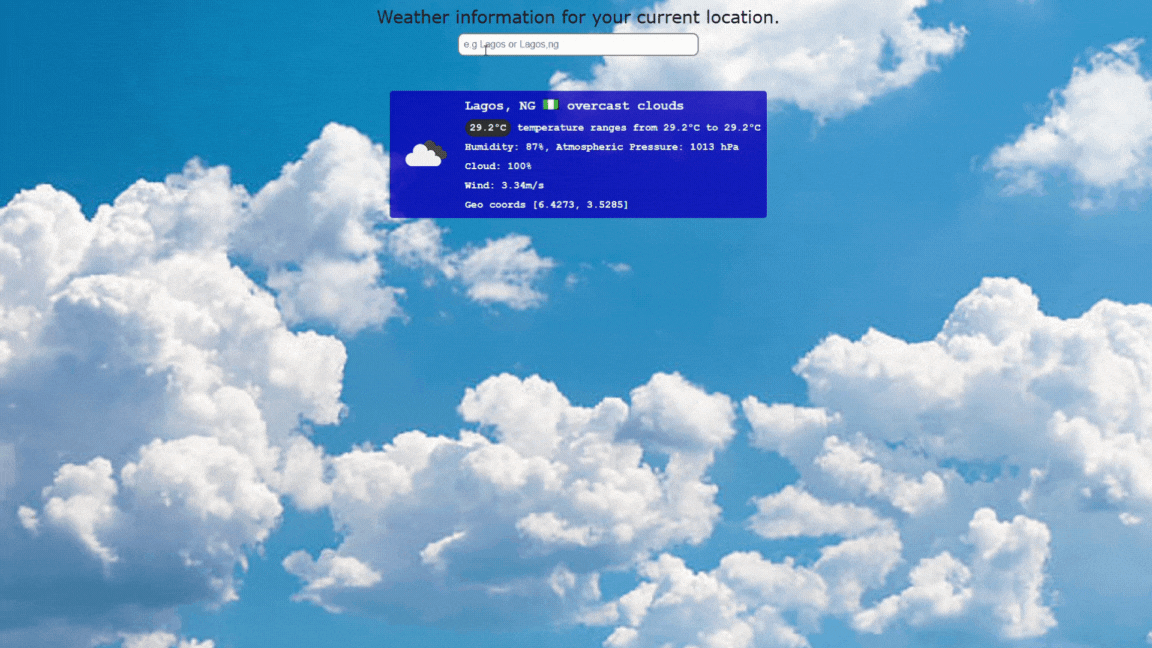 Weather information for your current location.
e.g Lagos or Lagos,ng
Lagos, NG overcast clouds
29.2°C temperature ranges from 29.2°C to 29.2°C
Humidity: 87%, Atmospheric Pressure: 1013 hPa
Cloud: 100%
Wind: 3.34m/s
Geo coords [6.4273, 3.5285]